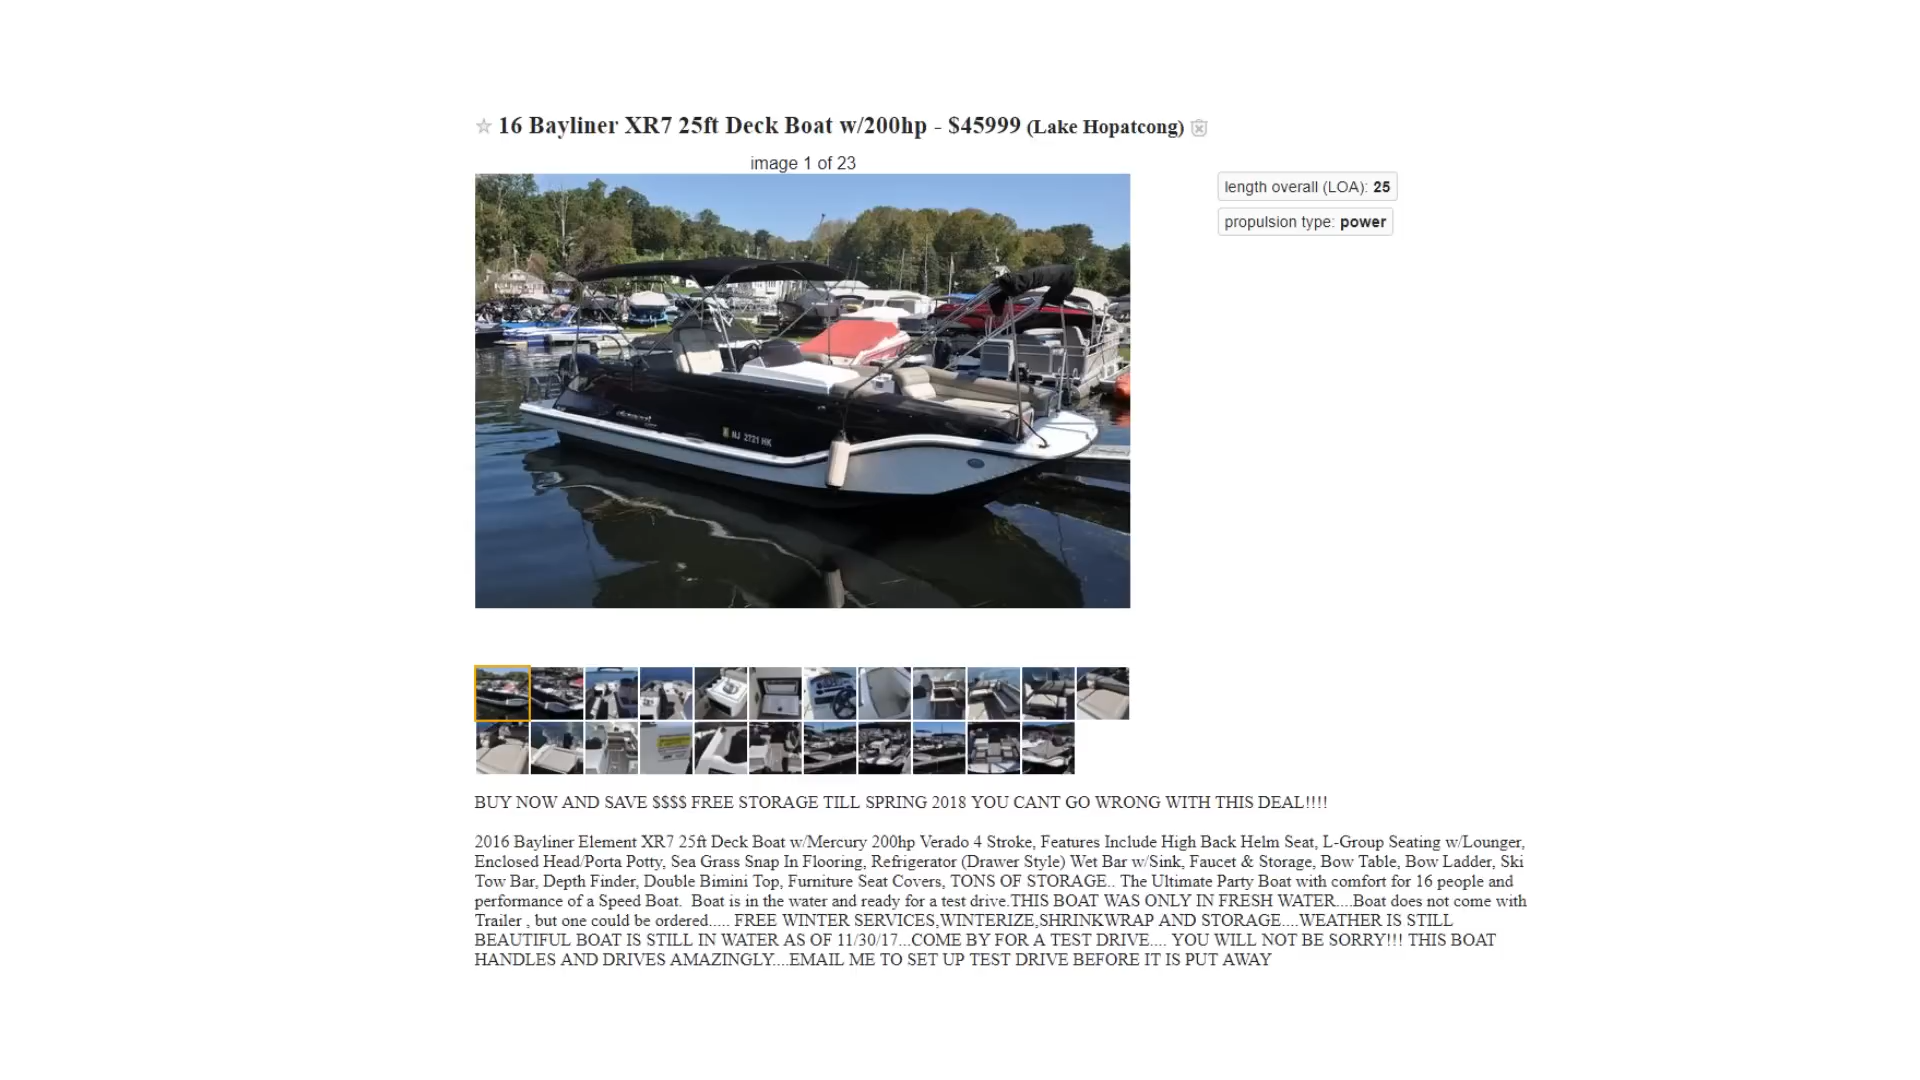 16 Bayliner XR7 25ft Deck Boat w/200hp - $45999 (Lake Hopatcong)
image 1 of 23
length overall (LOA): 25
propulsion type: power
NJ 2721 HK
BUY NOW AND SAVE $$$$ FREE STORAGE TILL SPRING 2018 YOU CANT GO WRONG WITH THIS DEAL!!!!
2016 Bayliner Element XR7 25ft Deck Boat w/Mercury 200hp Verado 4 Stroke, Features Include High Back Helm Seat, L-Group Seating w/Lounger,
Enclosed Head/Porta Potty, Sea Grass Snap In Flooring, Refrigerator (Drawer Style) Wet Bar w/Sink, Faucet & Storage, Bow Table, Bow Ladder, Ski
Tow Bar, Depth Finder, Double Bimini Top, Furniture Seat Covers, TONS OF STORAGE.. The Ultimate Party Boat with comfort for 16 people and
performance of a Speed Boat. Boat is in the water and ready for a test drive.THIS BOAT WAS ONLY IN FRESH WATER....Boat does not come with
Trailer , but one could be ordered..... FREE WINTER SERVICES,WINTERIZE,SHRINKWRAP AND STORAGE....WEATHER IS STILL
BEAUTIFUL BOAT IS STILL IN WATER AS OF 11/30/17...COME BY FOR A TEST DRIVE.... YOU WILL NOT BE SORRY!!! THIS BOAT
HANDLES AND DRIVES AMAZINGLY....EMAIL ME TO SET UP TEST DRIVE BEFORE IT IS PUT AWAY